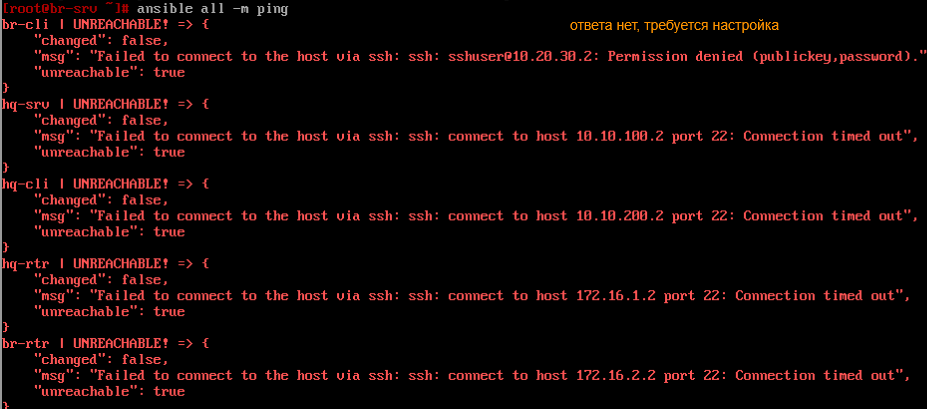 [root@br-srv ~]# ansible all -m ping
ответа нет, требуется настройка
br-cli | UNREACHABLE! => {
    "changed": false,
    "msg": "Failed to connect to the host via ssh: ssh: sshuser@10.20.30.2: Permission denied (publickey,password)."
    "unreachable": true
}
hq-srv | UNREACHABLE! => {
    "changed": false,
    "msg": "Failed to connect to the host via ssh: ssh: connect to host 10.10.100.2 port 22: Connection timed out",
    "unreachable": true
}
hq-cli | UNREACHABLE! => {
    "changed": false,
    "msg": "Failed to connect to the host via ssh: ssh: connect to host 10.10.200.2 port 22: Connection timed out",
    "unreachable": true
}
hq-rtr | UNREACHABLE! => {
    "changed": false,
    "msg": "Failed to connect to the host via ssh: ssh: connect to host 172.16.1.2 port 22: Connection timed out",
    "unreachable": true
}
br-rtr | UNREACHABLE! => {
    "changed": false,
    "msg": "Failed to connect to the host via ssh: ssh: connect to host 172.16.2.2 port 22: Connection timed out",
    "unreachable": true
}